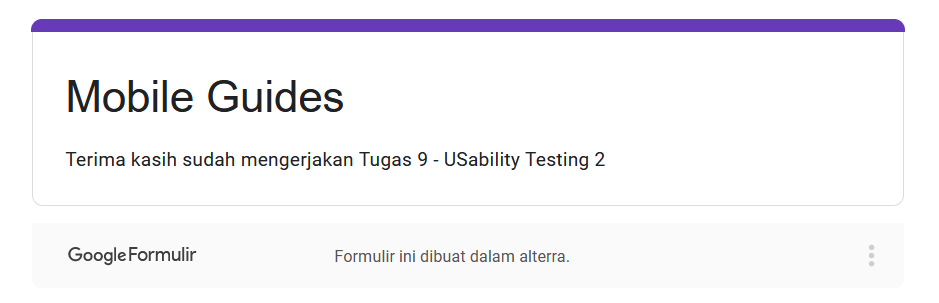 Mobile Guides
Terima kasih sudah mengerjakan Tugas 9 - USability Testing 2
Google Formulir
Formulir ini dibuat dalam alterra.